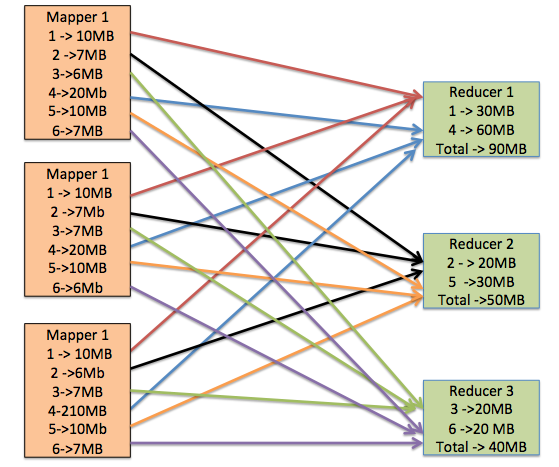 Mapper 1
1 -> 10MB
2 ->7MB
3->6MB
4->20Mb
5->10MB
6->7MB
Mapper 1
1 -> 10MB
2 ->7Mb
3->7MB
4->20MB
5->10MB
6->6Mb
Mapper 1
1 -> 10MB
2 ->6Mb
3->7MB
4-210MB
5->10Mb
6->7MB
Reducer 1
1 -> 30MB
4 -> 60MB
Total -> 90MB
Reducer 2
2 - > 20MB
5 ->30MB
Total ->50MB
Reducer 3
3 ->20MB
6 ->20 MB
Total -> 40MB